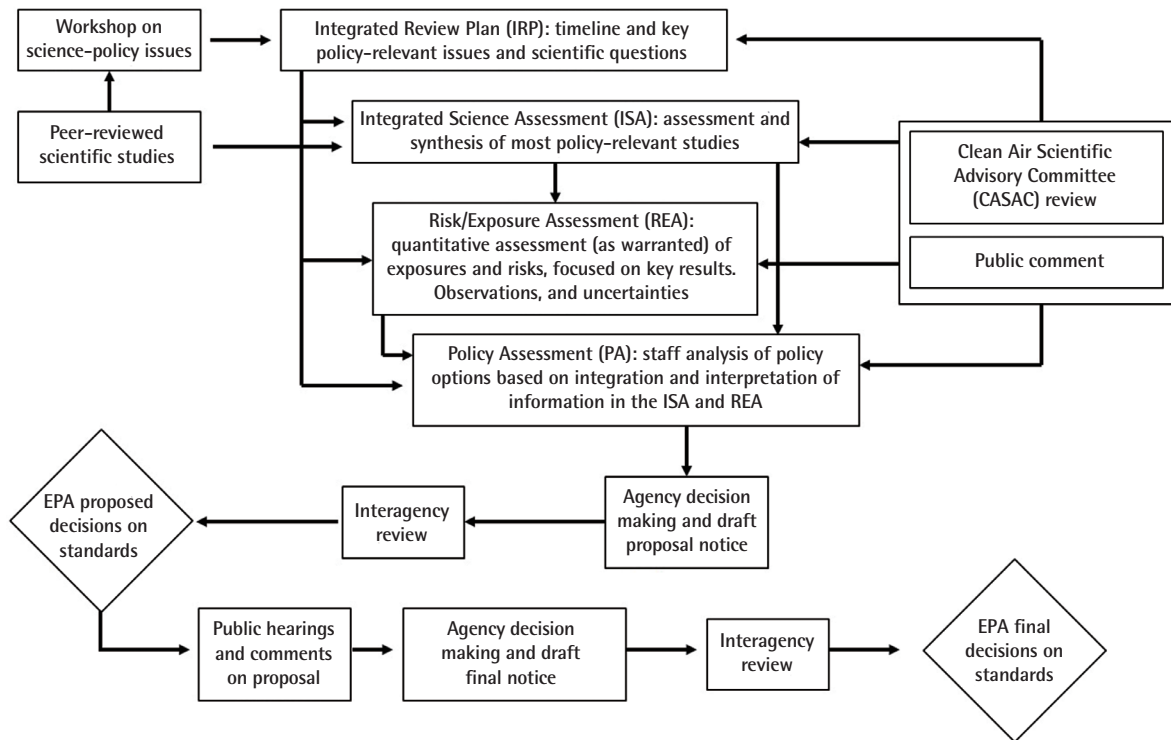 Workshop on
science-policy issues
Integrated Review Plan (IRP): timeline and key
policy-relevant issues and scientific questions
Peer-reviewed
scientific studies
Integrated Science Assessment (ISA): assessment and
synthesis of most policy-relevant studies
Clean Air Scientific
Advisory Committee
(CASAC) review
Public comment
Risk/Exposure Assessment (REA):
quantitative assessment (as warranted) of
exposures and risks, focused on key results.
Observations, and uncertainties
Policy Assessment (PA): staff analysis of policy
options based on integration and interpretation of
information in the ISA and REA
Agency decision
making and draft
proposal notice
Interagency
review
EPA proposed
decisions on
standards
Public hearings
and comments
on proposal
Agency decision
making and draft
final notice
Interagency
review
EPA final
decisions on
standards